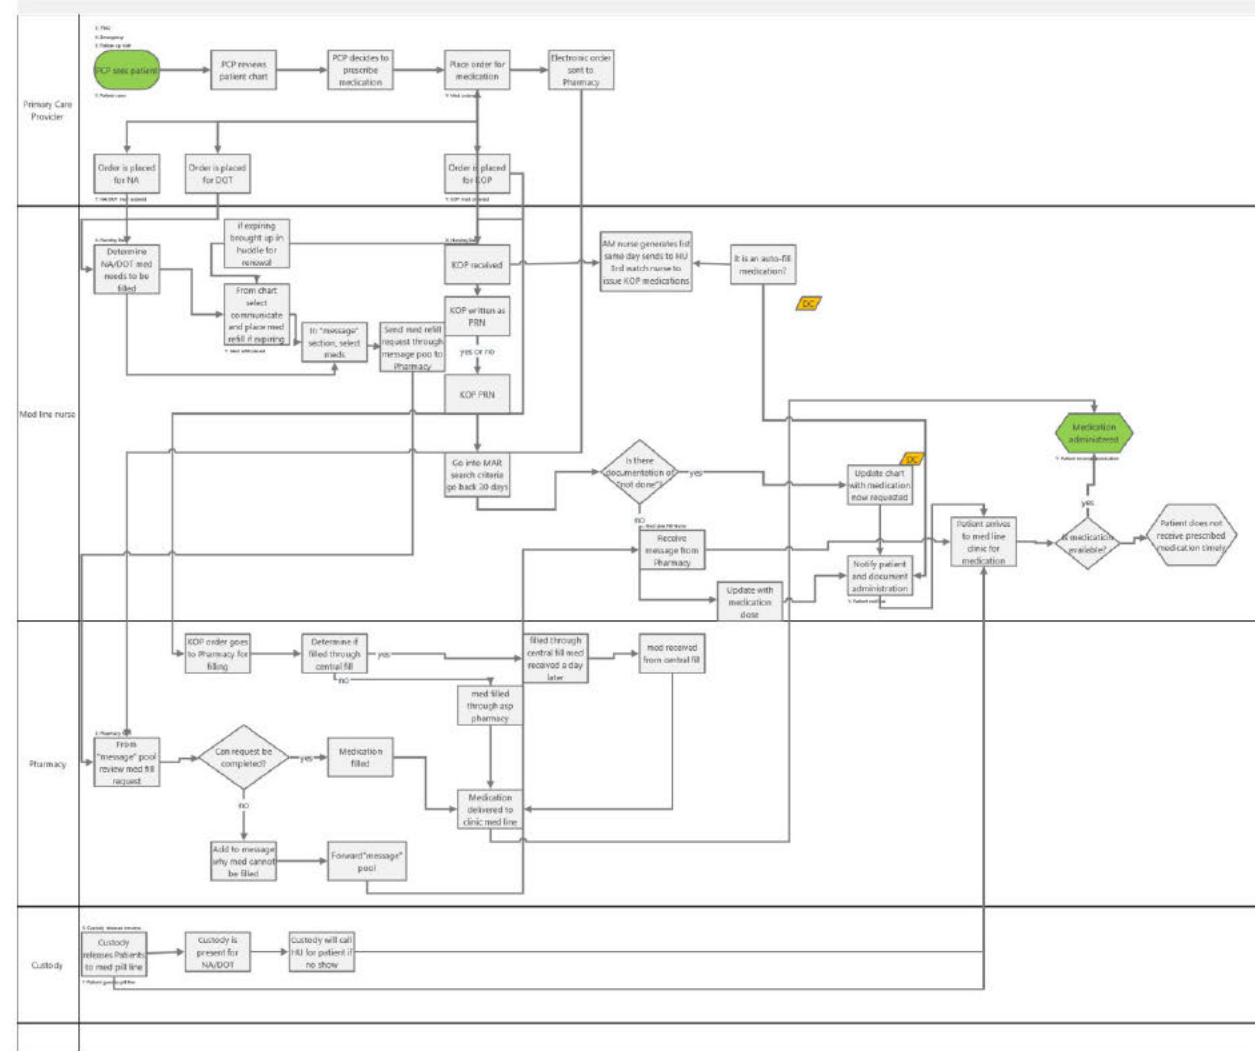 Primary Care
Provider
PCP sees patient
PCP reviews
patient chart
PCP decides to
prescribe
medication
Place order for
medication
Electronic order
sent to
Pharmacy
Order is placed
for NA
Order is placed
for DOT
Order is placed
for KOP
Med line nurse
Determine
NA/DOT med
needs to be
filled
if expiring
brought up in
huddle for
renewal
From chart
select
communicate
and place med
refill if expiring
In "message"
section, select
meds
Send med refill
request through
message poo to
Pharmacy
KOP received
KOP written as
PRN
yes or no
KOP PRN
Go into MAR
search criteria
go back 30 days
AM nurse generates list
same day sends to HU
3rd watch nurse to
issue KOP medications
It is an auto-fill
medication?
DC
Is there
documentation of
"not done"?
yes
no
DC
Update chart
with medication
now requested
Receive
message from
Pharmacy
Update with
medication
dose
Notify patient
and document
administration
Patient arrives
to med line
clinic for
medication
Is medication
available?
yes
Medication
administered
Patient does not
receive prescribed
medication timely
Pharmacy
KOP order goes
to Pharmacy for
filling
Determine if
filled through
central fill
yes
no
filled through
central fill med
received a day
later
med received
from central fill
med filled
through asp
pharmacy
From
"message" pool
review med fill
request
Can request be
completed?
yes
no
Medication
filled
Medication
delivered to
clinic med line
Add to message
why med cannot
be filled
Forward "message"
pool
Custody
Custody
releases Patients
to med pill line
Custody is
present for
NA/DOT
Custody will call
HU for patient if
no show